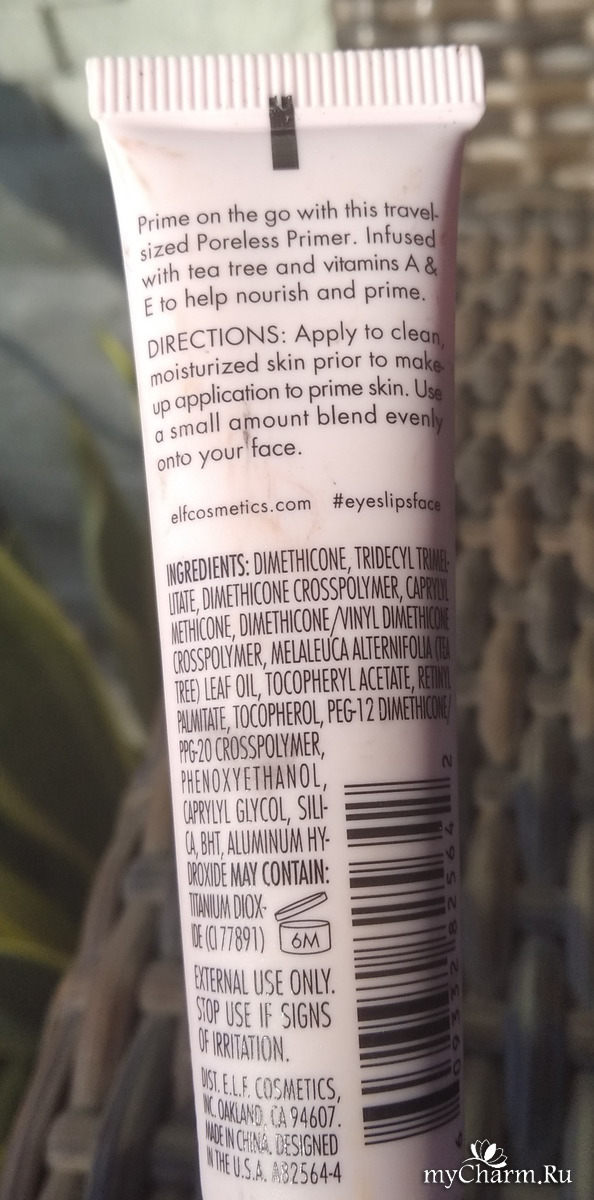 Prime on the go with this travel-
sized Poreless Primer. Infused
with tea tree and vitamins A &
E to help nourish and prime.
DIRECTIONS: Apply to clean,
moisturized skin prior to make-
up application to prime skin. Use
a small amount blend evenly
onto your face.
elfcosmetics.com #eyeslipsface
INGREDIENTS: DIMETHICONE, TRIDECYL TRIMEL-
LITATE, DIMETHICONE CROSSPOLYMER, CAPRYLYL
METHICONE, DIMETHICONE/VINYL DIMETHICONE
CROSSPOLYMER, MELALEUCA ALTERNIFOLIA (TEA
TREE) LEAF OIL, TOCOPHERYL ACETATE, RETINYL
PALMITATE, TOCOPHEROL, PEG-12 DIMETHICONE/
PPG-20 CROSSPOLYMER,
PHENOXYETHANOL,
CAPRYLYL GLYCOL, SILI-
CA, BHT, ALUMINUM HY-
DROXIDE MAY CONTAIN:
TITANIUM DIOX-
IDE (CI 77891)
6M
EXTERNAL USE ONLY.
STOP USE IF SIGNS
OF IRRITATION.
DIST. E.L.F. COSMETICS,
INC. OAKLAND, CA 94607.
MADE IN CHINA. DESIGNED
IN THE U.S.A. A82564-4
myCharm.Ru